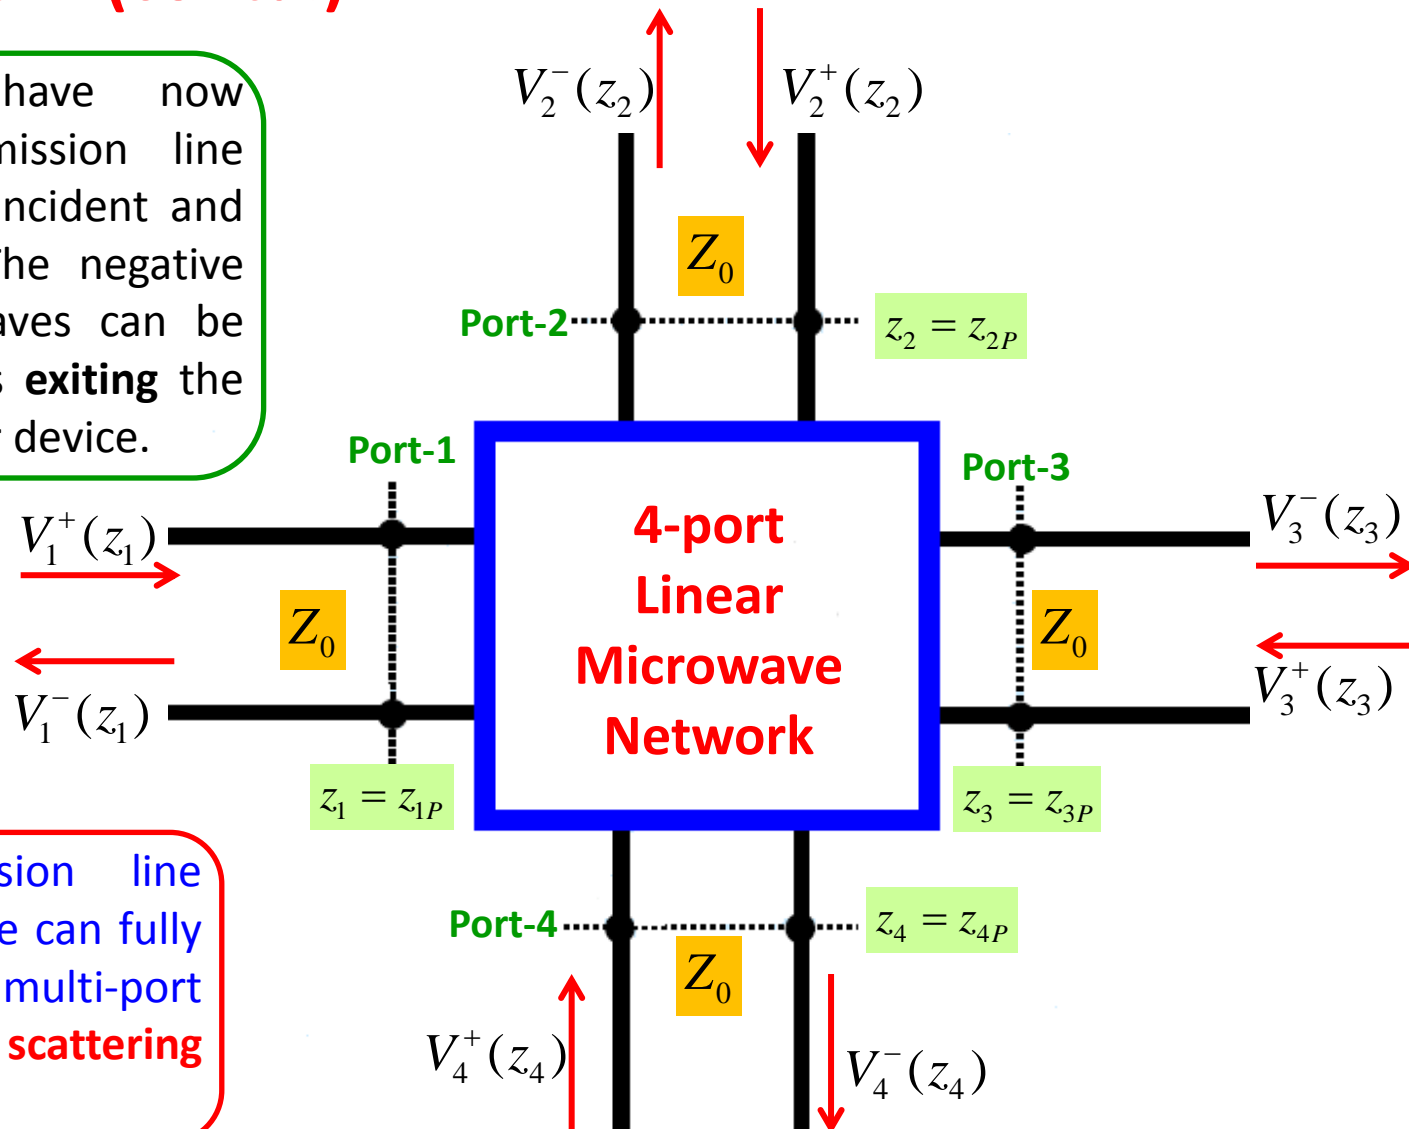 have now
mission line
incident and
The negative
waves can be
exiting the
device.
V₂⁻(z₂)
V₂⁺(z₂)
Z₀
Port-2
z₂ = z₂P
Port-1
Port-3
V₁⁺(z₁)
V₃⁻(z₃)
4-port
Linear
Microwave
Network
Z₀
Z₀
V₁⁻(z₁)
V₃⁺(z₃)
z₁ = z₁P
z₃ = z₃P
sion line
e can fully
multi-port
scattering
Port-4
z₄ = z₄P
Z₀
V₄⁺(z₄)
V₄⁻(z₄)